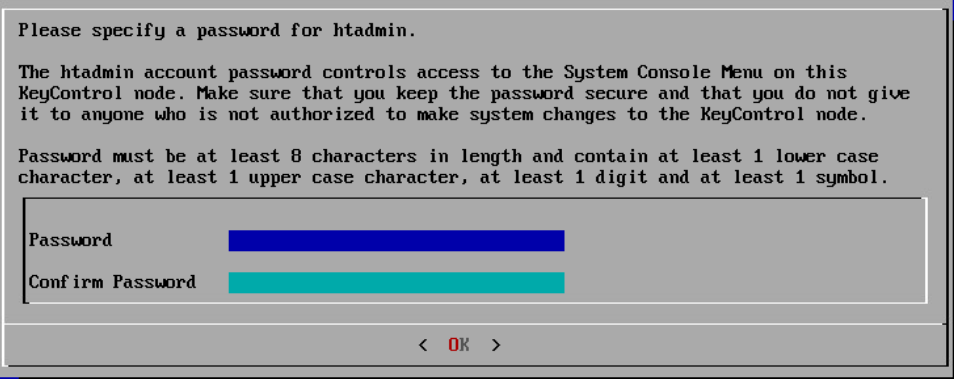 Please specify a password for htadmin.
The htadmin account password controls access to the System Console Menu on this
KeyControl node. Make sure that you keep the password secure and that you do not give
it to anyone who is not authorized to make system changes to the KeyControl node.
Password must be at least 8 characters in length and contain at least 1 lower case
character, at least 1 upper case character, at least 1 digit and at least 1 symbol.
Password
Confirm Password
< OK >